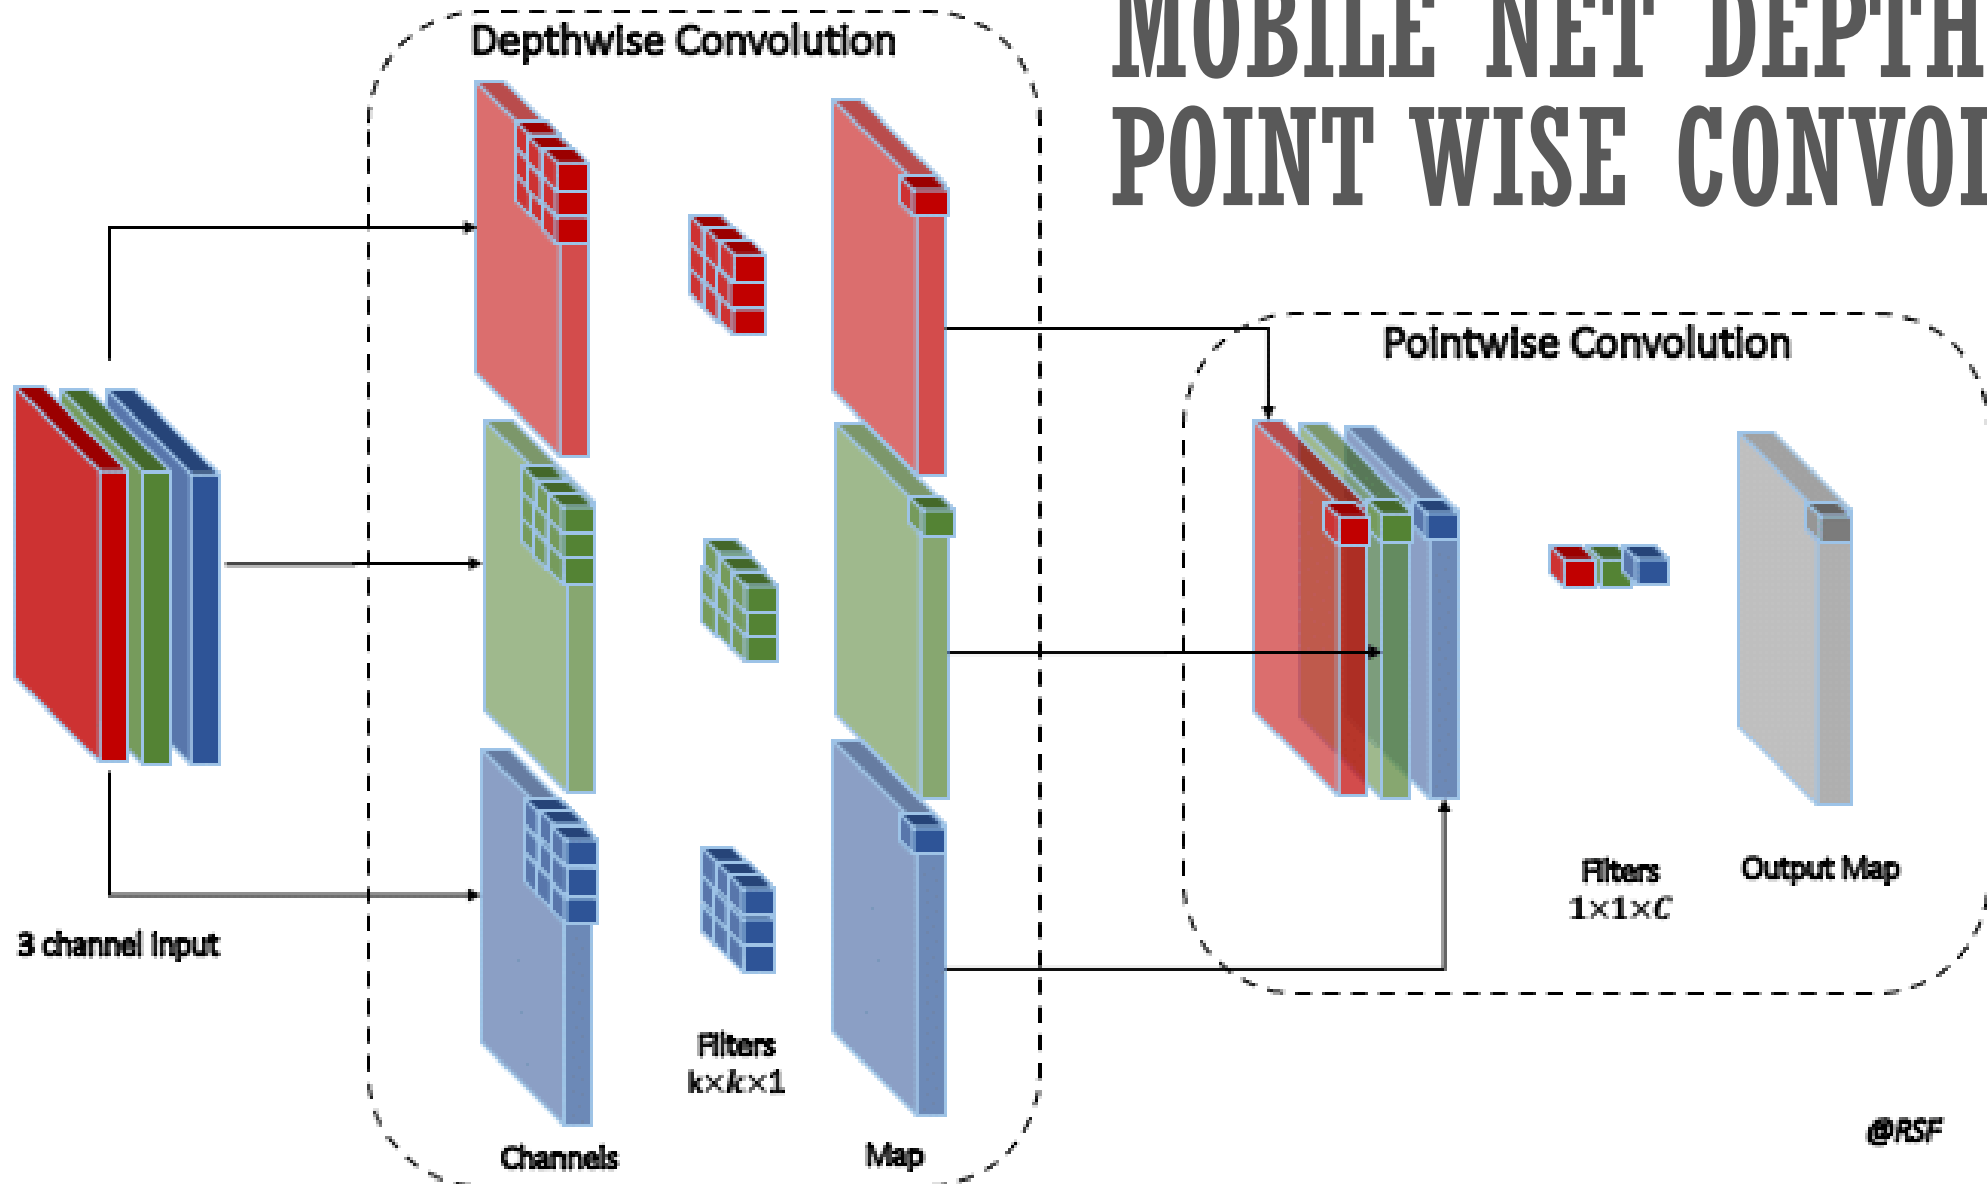 MOBILE NET DEPTH
POINT WISE CONVOL
Depthwise Convolution
Pointwise Convolution
3 channel input
Filters
k×k×1
Channels
Map
Filters
1×1×C
Output Map
@RSF